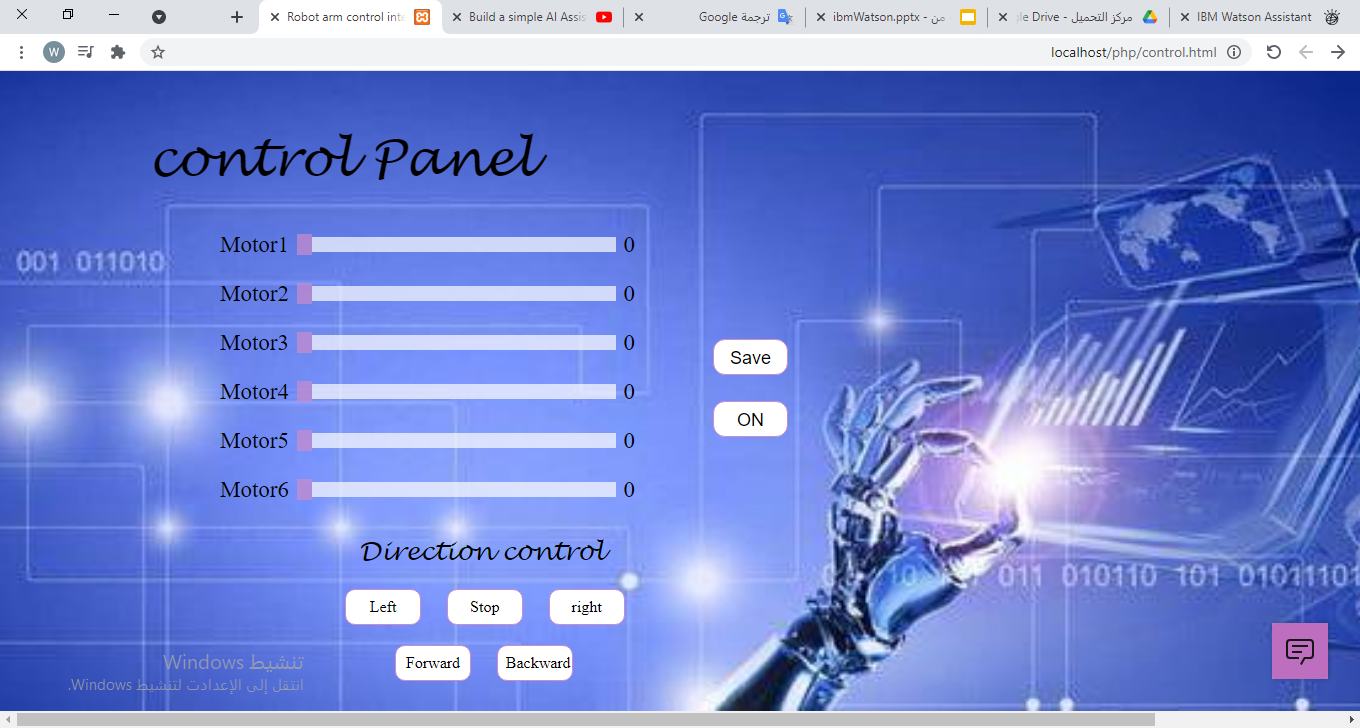 Robot arm control inte
Build a simple AI Assis
ترجمة Google
ibmWatson.pptx - من
مركز التحميل - le Drive
IBM Watson Assistant
W
localhost/php/control.html
control Panel
Motor1 0
001 011010
Motor2 0
Motor3 0
Motor4 0
Motor5 0
Motor6 0
Save
ON
Direction control
Left Stop right
Forward Backward
011 010110 101 01011101
تنشيط Windows
انتقل إلى الإعدادت لتنشيط Windows.